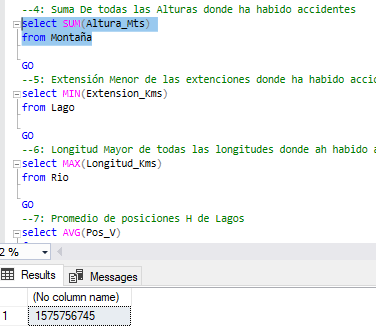 --4: Suma De todas las Alturas donde ha habido accidentes
select SUM(Altura_Mts)
from Montaña
GO
--5: Extensión Menor de las extenciones donde ha habido accid
select MIN(Extension_Kms)
from Lago
GO
--6: Longitud Mayor de todas las longitudes donde ah habido a
select MAX(Longitud_Kms)
from Rio
GO
--7: Promedio de posiciones H de Lagos
select AVG(Pos_V)
2 %
Results Messages
(No column name)
1 1575756745